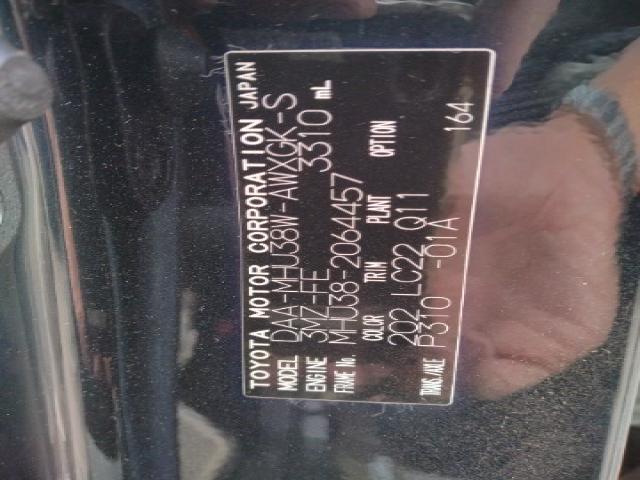 TOYOTA MOTOR CORPORATION JAPAN
MODEL DAA-MHU38W-AWXGK-S
ENGINE 3MZ-FE 3310 mL
FRAME No. MHU38-2064457
COLOR TRIM PLANT OPTION
202 LC22 Q11
TRANS./AXLE P310 -01A 164